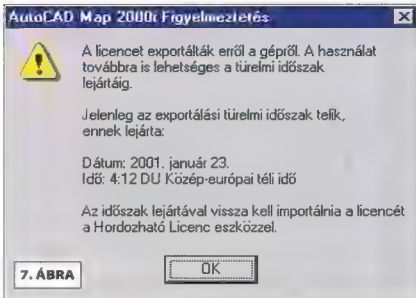 AutoCAD Map 2000i Figyelmeztetés
A licencet exportálták erről a gépről. A használat
továbbra is lehetséges a türelmi időszak
lejártáig.
Jelenleg az exportálási türelmi időszak telik,
ennek lejárta:
Dátum: 2001. január 23.
Idő: 4:12 DU Közép-európai téli idő
Az időszak lejártával vissza kell importálnia a licencét
a Hordozható Licenc eszközzel.
OK
7. ÁBRA